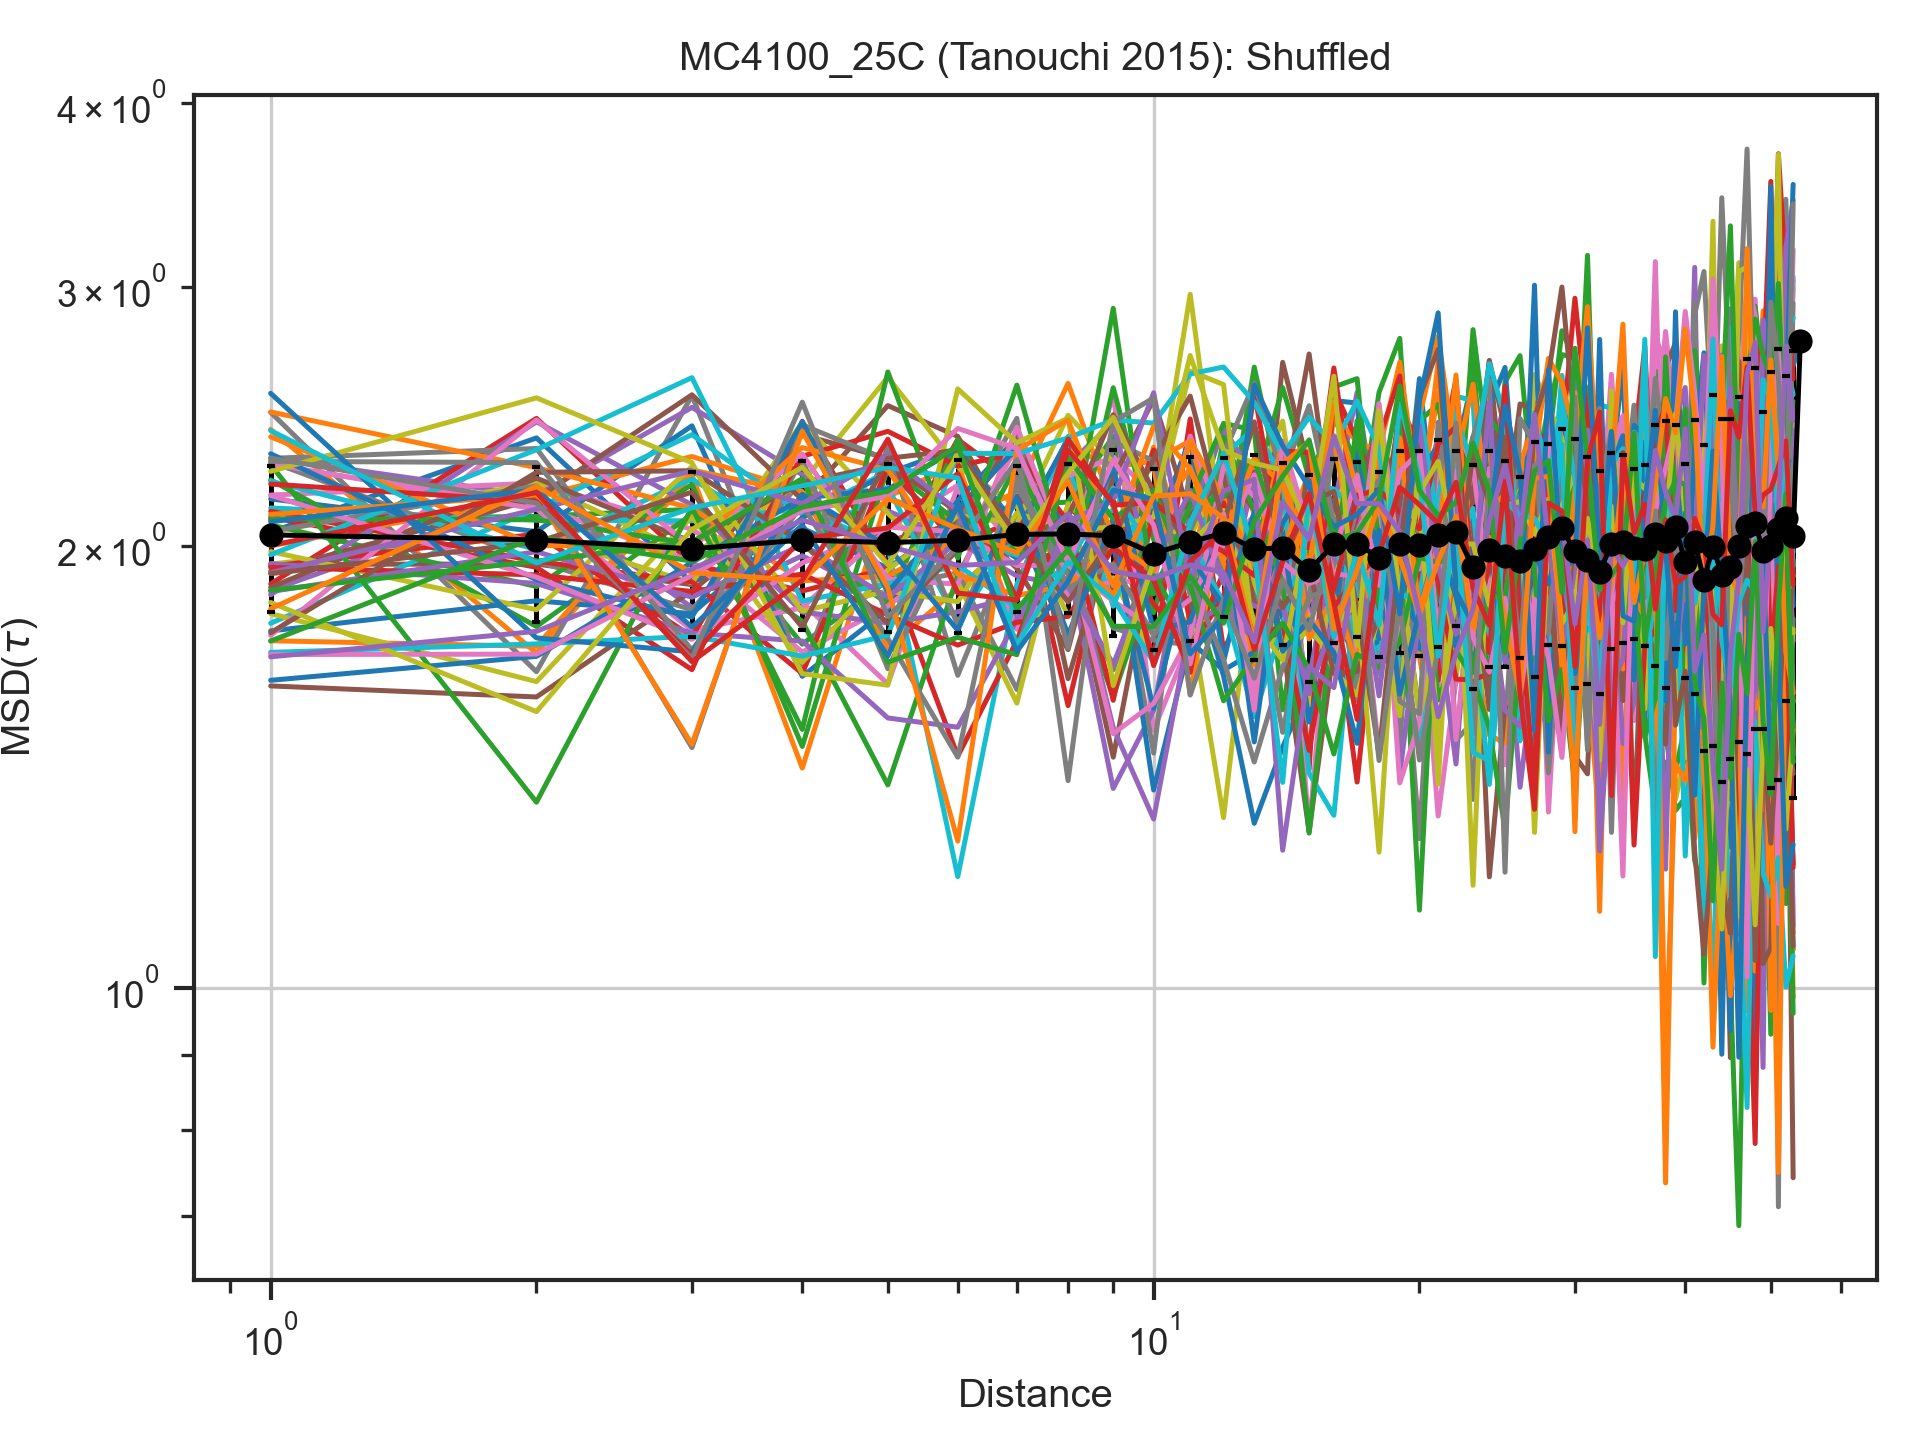 MC4100_25C (Tanouchi 2015): Shuffled
4 × 10⁰
3 × 10⁰
2 × 10⁰
10⁰
MSD(τ)
10⁰ 10¹
Distance